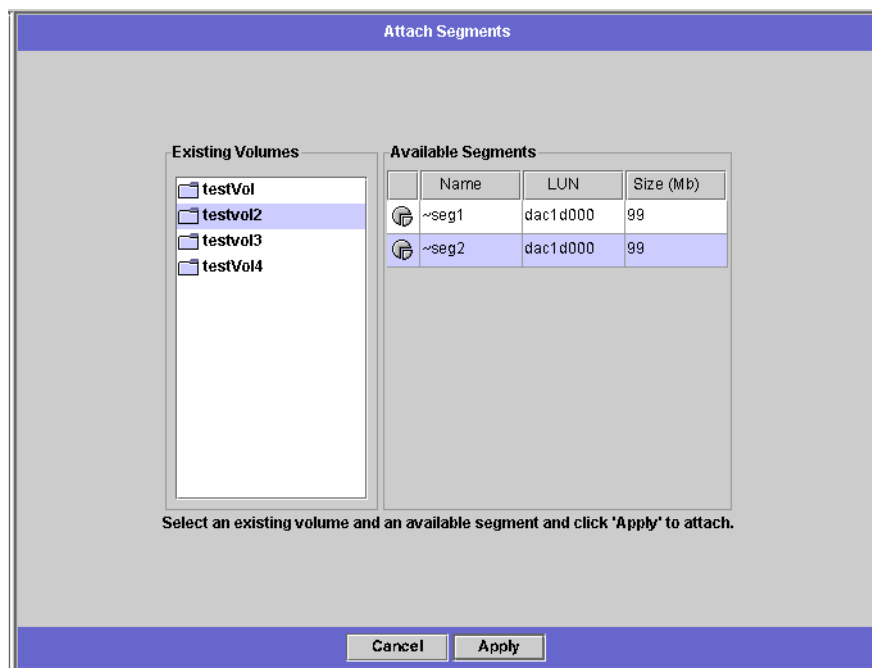 Attach Segments
Existing Volumes
testVol
testvol2
testvol3
testVol4
Available Segments
Name LUN Size (Mb)
~seg1 dac1d000 99
~seg2 dac1d000 99
Select an existing volume and an available segment and click 'Apply' to attach.
Cancel Apply